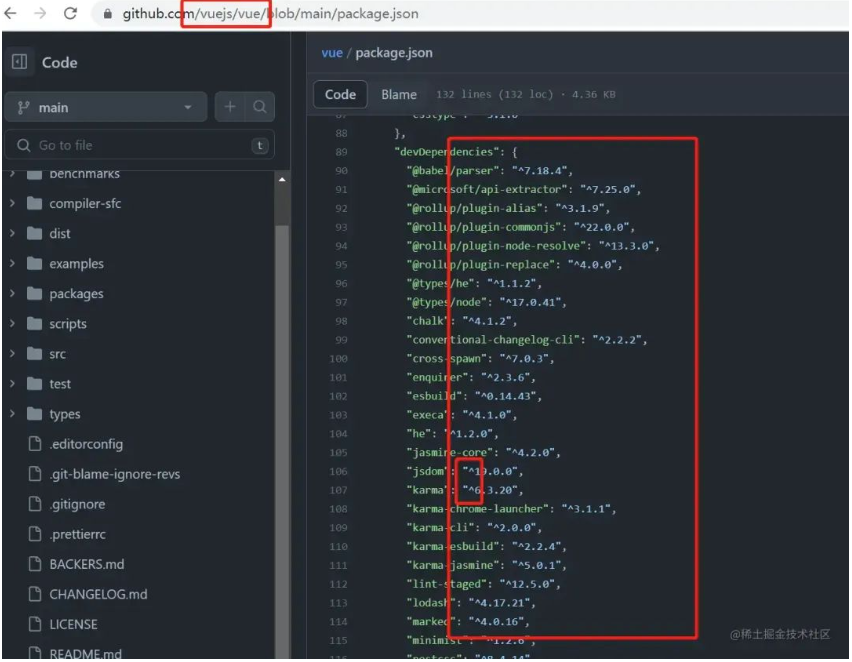 github.com/vuejs/vue/blob/main/package.json
Code
main
Go to file
t
benchmarks
compiler-sfc
dist
examples
packages
scripts
src
test
types
.editorconfig
.git-blame-ignore-revs
.gitignore
.prettierrc
BACKERS.md
CHANGELOG.md
LICENSE
README.md
vue / package.json
Code Blame 132 lines (132 loc) · 4.36 KB
88 },
89 "devDependencies": {
90 "@babel/parser": "^7.18.4",
91 "@microsoft/api-extractor": "^7.25.0",
92 "@rollup/plugin-alias": "^3.1.9",
93 "@rollup/plugin-commonjs": "^22.0.0",
94 "@rollup/plugin-node-resolve": "^13.3.0",
95 "@rollup/plugin-replace": "^4.0.0",
96 "@types/he": "^1.1.2",
97 "@types/node": "^17.0.41",
98 "chalk": "^4.1.2",
99 "conventional-changelog-cli": "^2.2.2",
100 "cross-spawn": "^7.0.3",
101 "enquirer": "^2.3.6",
102 "esbuild": "^0.14.43",
103 "execa": "^4.1.0",
104 "he": "^1.2.0",
105 "jasmine-core": "^4.2.0",
106 "jsdom": "^19.0.0",
107 "karma": "^6.3.20",
108 "karma-chrome-launcher": "^3.1.1",
109 "karma-cli": "^2.0.0",
110 "karma-esbuild": "^2.2.4",
111 "karma-jasmine": "^5.0.1",
112 "lint-staged": "^12.5.0",
113 "lodash": "^4.17.21",
114 "marked": "^4.0.16",
115 "minimist": "^1.2.6",
@稀土掘金技术社区